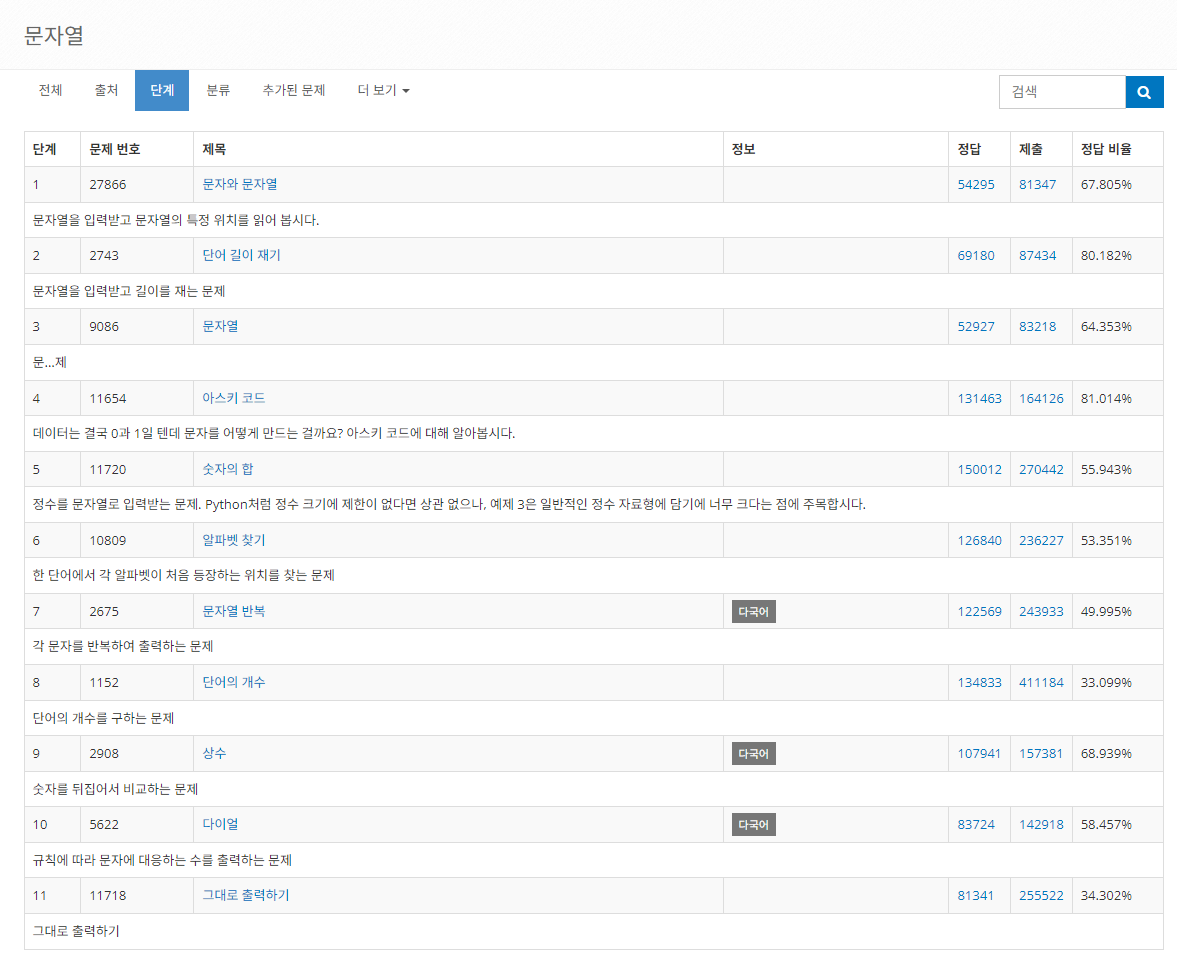 문자열
전체 출처 단계 분류 추가된 문제 더 보기 검색
단계 문제 번호 제목 정보 정답 제출 정답 비율
1 27866 문자와 문자열 54295 81347 67.805%
문자열을 입력받고 문자열의 특정 위치를 읽어 봅시다.
2 2743 단어 길이 재기 69180 87434 80.182%
문자열을 입력받고 길이를 재는 문제
3 9086 문자열 52927 83218 64.353%
문...제
4 11654 아스키 코드 131463 164126 81.014%
데이터는 결국 0과 1일 텐데 문자를 어떻게 만드는 걸까요? 아스키 코드에 대해 알아봅시다.
5 11720 숫자의 합 150012 270442 55.943%
정수를 문자열로 입력받는 문제. Python처럼 정수 크기에 제한이 없다면 상관 없으나, 예제 3은 일반적인 정수 자료형에 담기에 너무 크다는 점에 주목합시다.
6 10809 알파벳 찾기 126840 236227 53.351%
한 단어에서 각 알파벳이 처음 등장하는 위치를 찾는 문제
7 2675 문자열 반복 다국어 122569 243933 49.995%
각 문자를 반복하여 출력하는 문제
8 1152 단어의 개수 134833 411184 33.099%
단어의 개수를 구하는 문제
9 2908 상수 다국어 107941 157381 68.939%
숫자를 뒤집어서 비교하는 문제
10 5622 다이얼 다국어 83724 142918 58.457%
규칙에 따라 문자에 대응하는 수를 출력하는 문제
11 11718 그대로 출력하기 81341 255522 34.302%
그대로 출력하기